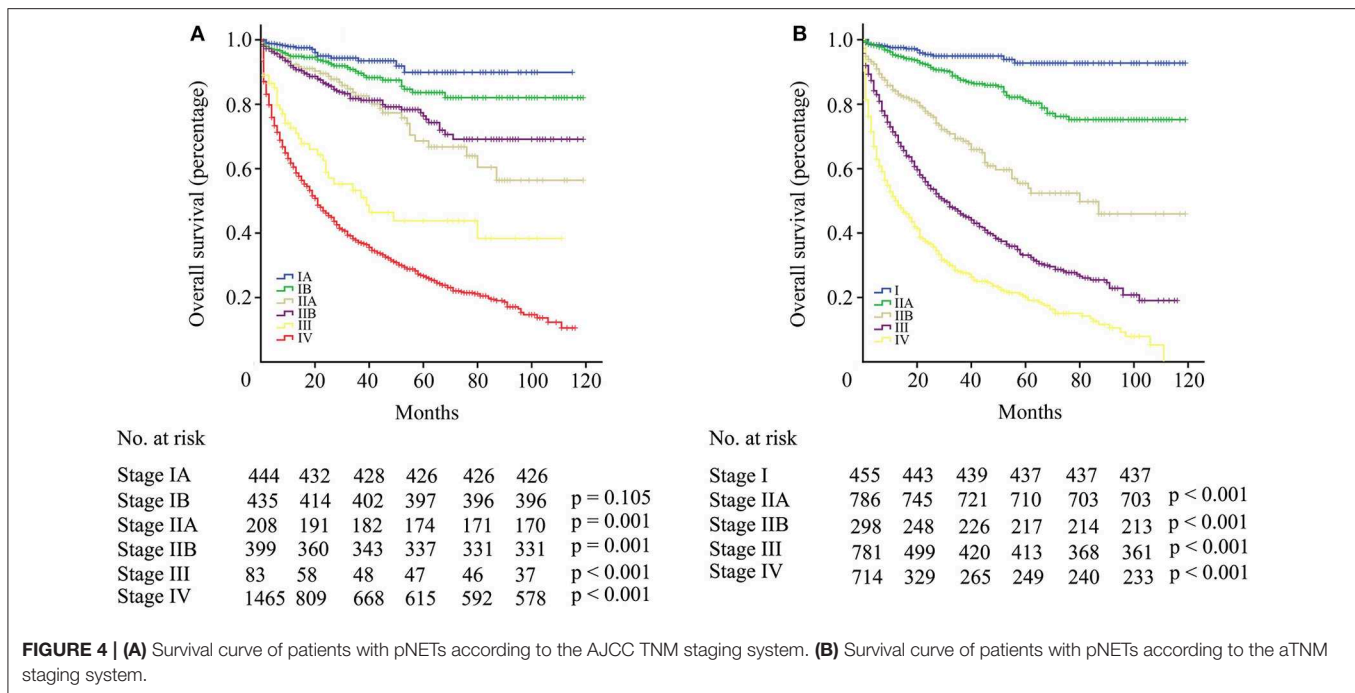 A
Overall survival (percentage)
1.0
0.8
0.6
0.4
0.2
0
20
40
60
80
100
120
Months
IA
IB
IIA
IIB
III
IV
No. at risk
Stage IA 444 432 428 426 426 426
Stage IB 435 414 402 397 396 396 p = 0.105
Stage IIA 208 191 182 174 171 170 p = 0.001
Stage IIB 399 360 343 337 331 331 p = 0.001
Stage III 83 58 48 47 46 37 p < 0.001
Stage IV 1465 809 668 615 592 578 p < 0.001
B
Overall survival (percentage)
1.0
0.8
0.6
0.4
0.2
0
20
40
60
80
100
120
Months
I
IIA
IIB
III
IV
No. at risk
Stage I 455 443 439 437 437 437
Stage IIA 786 745 721 710 703 703 p < 0.001
Stage IIB 298 248 226 217 214 213 p < 0.001
Stage III 781 499 420 413 368 361 p < 0.001
Stage IV 714 329 265 249 240 233 p < 0.001
FIGURE 4 | (A) Survival curve of patients with pNETs according to the AJCC TNM staging system. (B) Survival curve of patients with pNETs according to the aTNM
staging system.